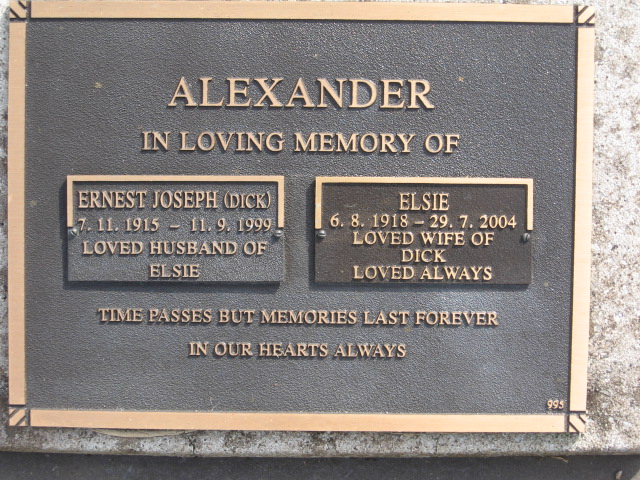 ALEXANDER
IN LOVING MEMORY OF
ERNEST JOSEPH (DICK)
7. 11. 1915 – 11. 9. 1999
LOVED HUSBAND OF
ELSIE
ELSIE
6. 8. 1918 – 29. 7. 2004
LOVED WIFE OF
DICK
LOVED ALWAYS
TIME PASSES BUT MEMORIES LAST FOREVER
IN OUR HEARTS ALWAYS
995